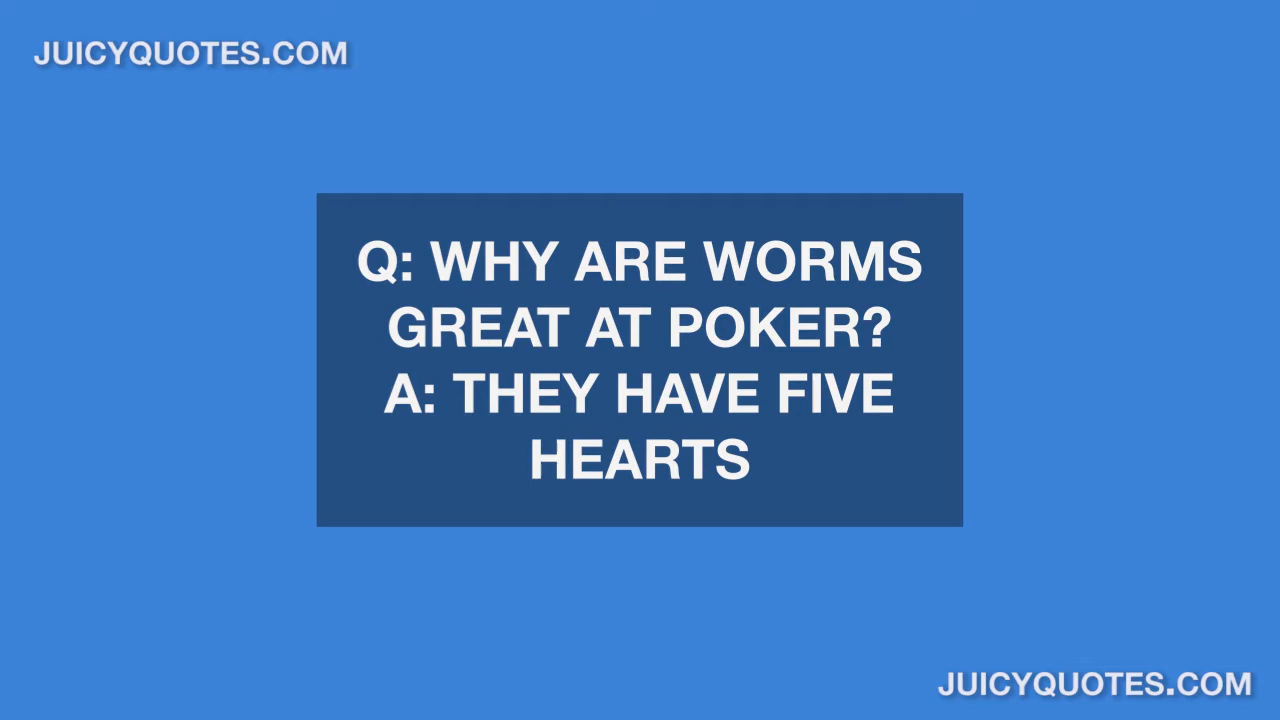 JUICYQUOTES.COM
Q: WHY ARE WORMS
GREAT AT POKER?
A: THEY HAVE FIVE
HEARTS
JUICYQUOTES.COM